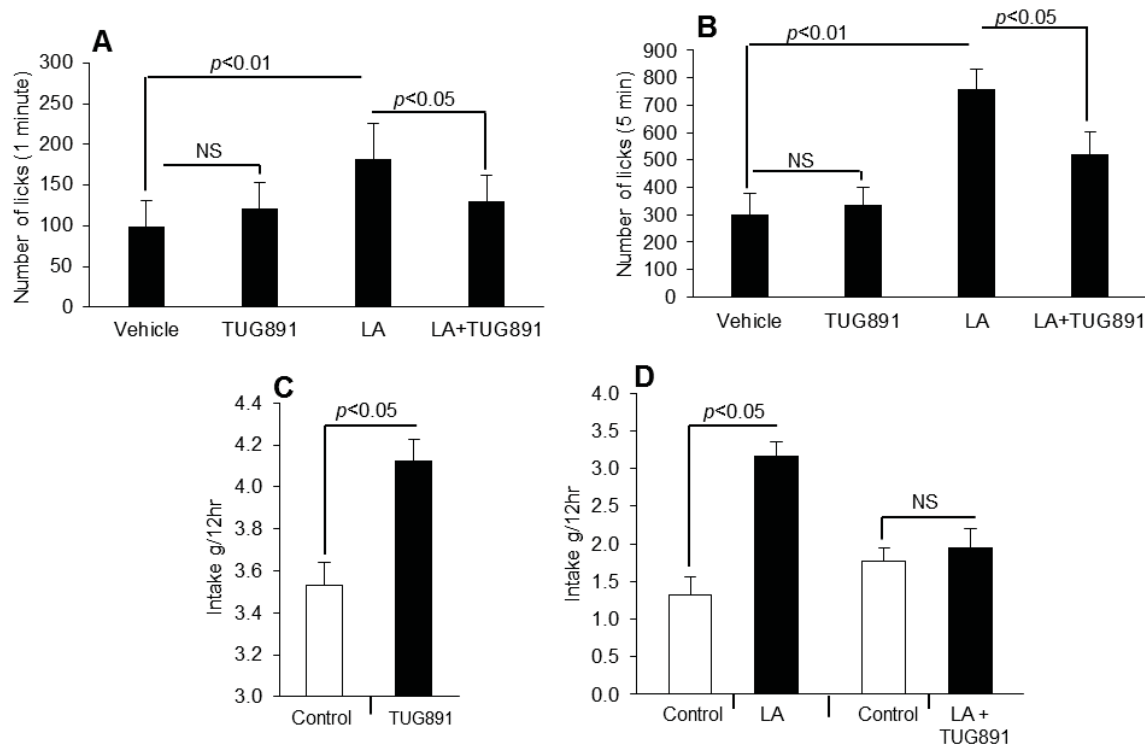 A
Number of licks (1 minute)
300
250
200
150
100
50
0
p<0.01
p<0.05
NS
Vehicle TUG891 LA LA+TUG891
B
Number of licks (5 min)
900
800
700
600
500
400
300
200
100
0
p<0.01
p<0.05
NS
Vehicle TUG891 LA LA+TUG891
C
Intake g/12hr
4.4
4.2
4.0
3.8
3.6
3.4
3.2
3.0
p<0.05
Control TUG891
D
Intake g/12hr
4.0
3.5
3.0
2.5
2.0
1.5
1.0
0.5
0.0
p<0.05
NS
Control LA Control LA +
TUG891